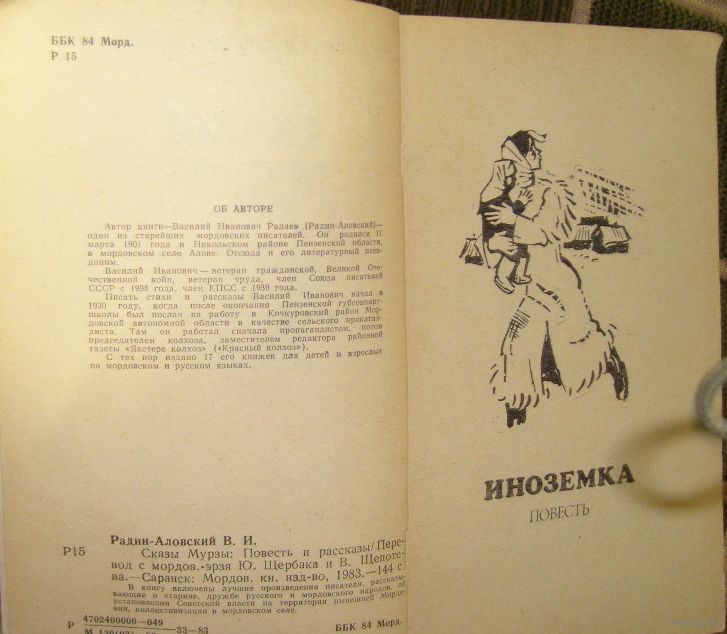 ББК 84 Морд.
Р 15
ОБ АВТОРЕ
Автор книги—Василий Иванович Радаев (Радин-Аловский)—
один из старейших мордовских писателей. Он родился 11
марта 1901 года в Никольском районе Пензенской области,
в мордовском селе Алове. Отсюда и его литературный псев-
доним.
Василий Иванович — ветеран гражданской, Великой Оте-
чественной войн, ветеран труда, член Союза писателей
СССР с 1938 года, член КПСС с 1939 года.
Писать стихи и рассказы Василий Иванович начал в
1930 году, когда после окончания Пензенской губсовпарт-
школы был послан на работу в Кочкуровский район Мор-
довской автономной области в качестве сельского пропаган-
диста. Там он работал сначала пропагандистом, потом
председателем колхоза, заместителем редактора районной
газеты «Якстере колхоз» («Красный колхоз»).
С тех пор издано 17 его книжек для детей и взрослых
на мордовском и русском языках.
Радин-Аловский В. И.
Р15 Сказы Мурзы: Повесть и рассказы/Пере-
вод с мордов.-эрзя Ю. Щербака и В. Щепоте-
ва.—Саранск: Мордов. кн. изд-во, 1983.—144 с.
В книгу включены лучшие произведения писателя, рассказы-
вающие о старине, дружбе русского и мордовского народов, об
установлении Советской власти на территории нынешней Мордо-
вии, коллективизации в мордовском селе.
Р 4702400000—049
33—83
ББК 84 Морд.
ИНОЗЕМКА
ПОВЕСТЬ